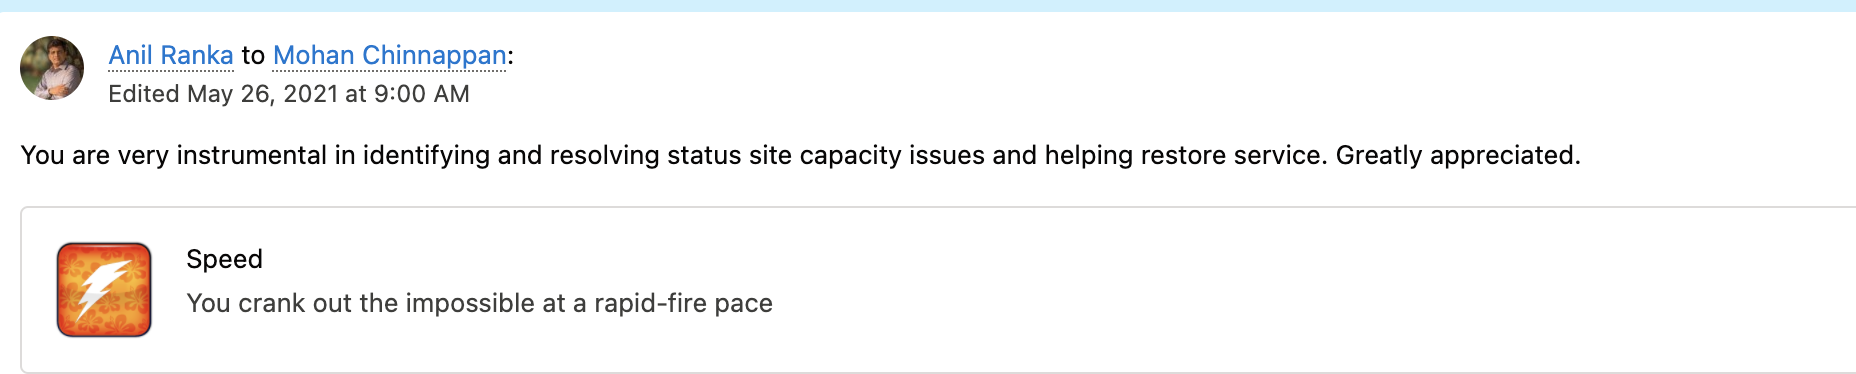 Anil Ranka to Mohan Chinnappan:
Edited May 26, 2021 at 9:00 AM
You are very instrumental in identifying and resolving status site capacity issues and helping restore service. Greatly appreciated.
Speed
You crank out the impossible at a rapid-fire pace